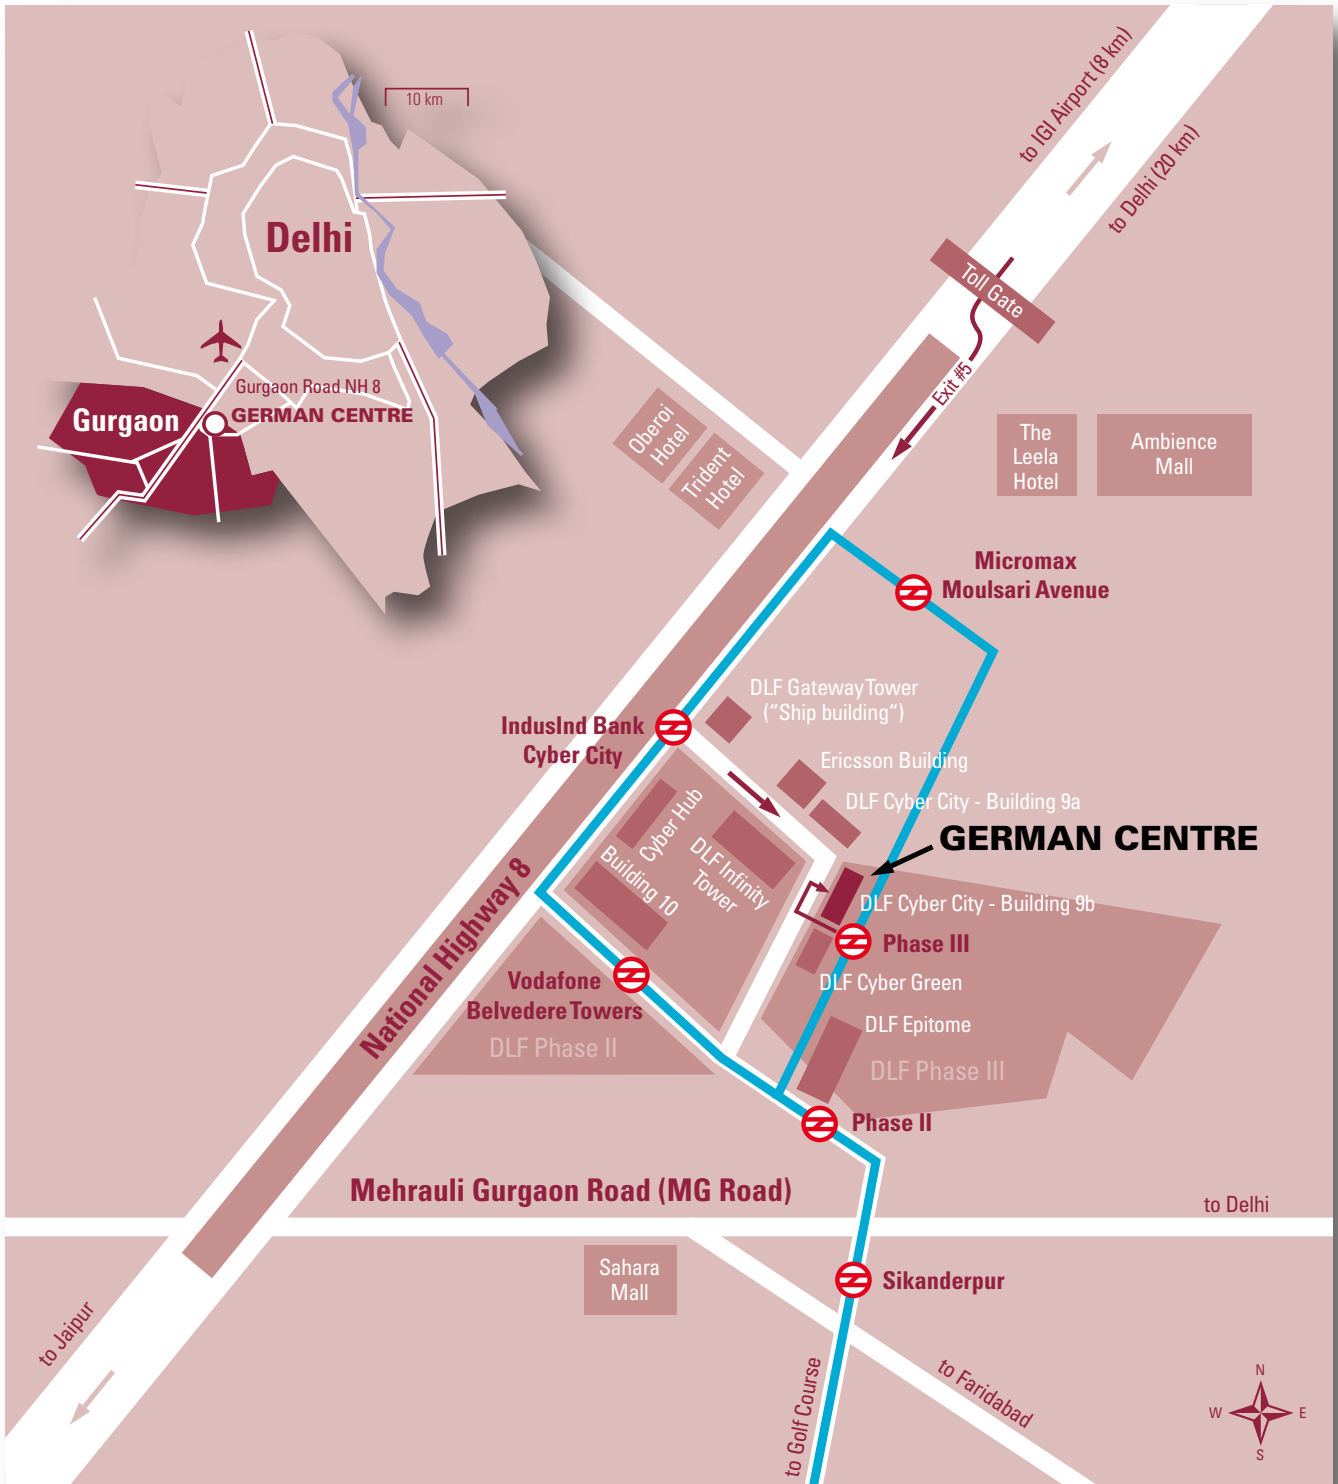 10 km
Delhi
Gurgaon Road NH 8
GERMAN CENTRE
Gurgaon
to IGI Airport (8 km)
to Delhi (20 km)
Toll Gate
Exit #5
Oberoi
Hotel
Trident
Hotel
The
Leela
Hotel
Ambience
Mall
Micromax
Moulsari Avenue
DLF Gateway Tower
(“Ship building“)
IndusInd Bank
Cyber City
Ericsson Building
DLF Cyber City - Building 9a
GERMAN CENTRE
Cyber Hub
DLF Infinity
Tower
Building 10
DLF Cyber City - Building 9b
National Highway 8
Phase III
Vodafone
Belvedere Towers
DLF Cyber Green
DLF Epitome
DLF Phase II
DLF Phase III
Phase II
Mehrauli Gurgaon Road (MG Road)
to Delhi
Sahara
Mall
Sikanderpur
to Jaipur
to Golf Course
to Faridabad
N
W
E
S